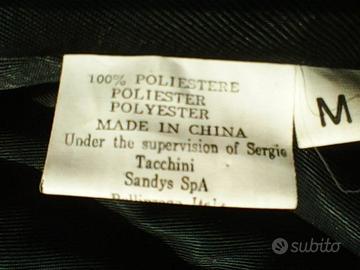 100% POLIESTERE
POLIESTER
POLYESTER
MADE IN CHINA
Under the supervision of Sergio
Tacchini
Sandys SpA
M
subito